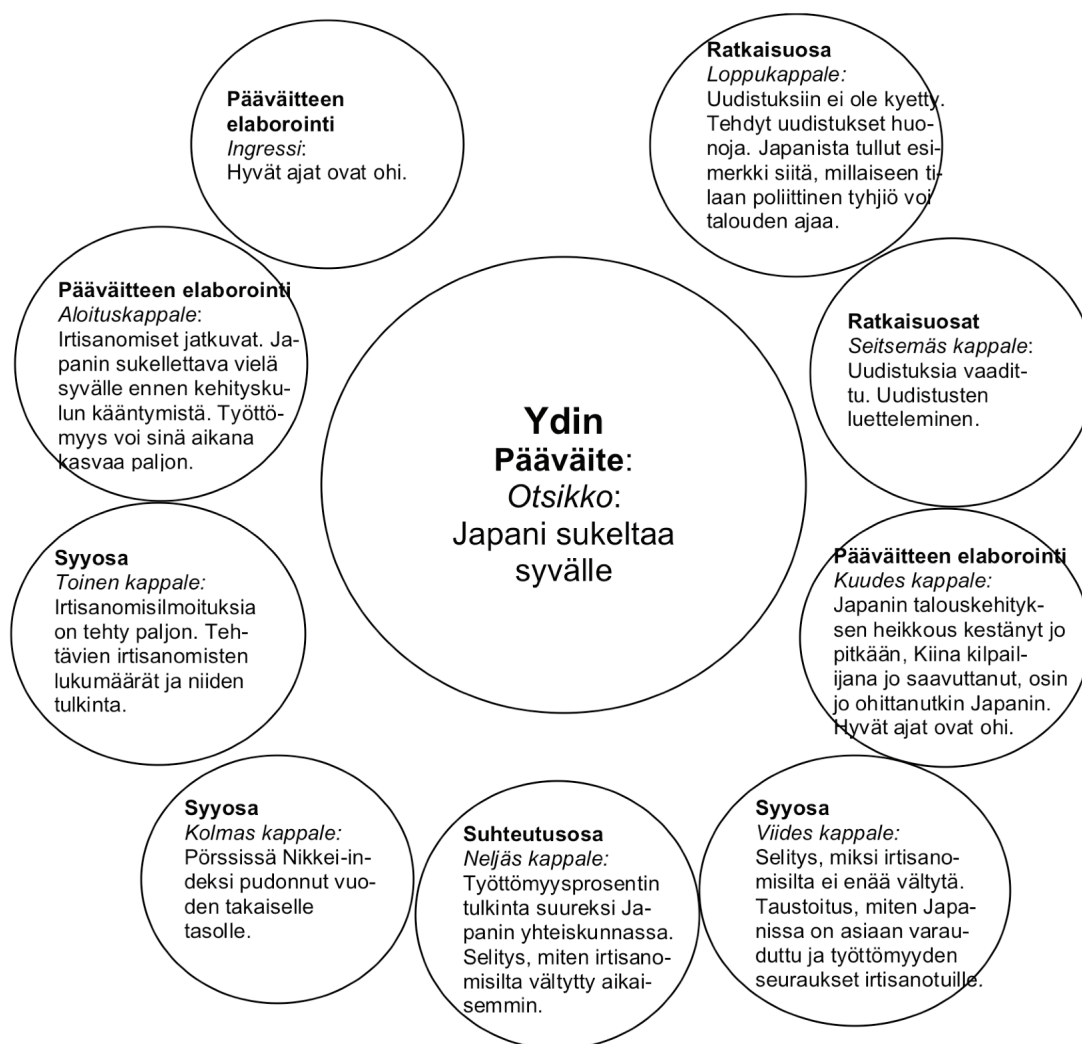 Pääväitteen
elaborointi
Ingressi:
Hyvät ajat ovat ohi.
Ratkaisuosa
Loppukappale:
Uudistuksiin ei ole kyetty.
Tehdyt uudistukset huo-
noja. Japanista tullut esi-
merkki siitä, millaiseen ti-
laan poliittinen tyhjiö voi
talouden ajaa.
Pääväitteen elaborointi
Aloituskappale:
Irtisanomiset jatkuvat. Ja-
panin sukellettava vielä
syvälle ennen kehitysku-
lun kääntymistä. Työttö-
myys voi sinä aikana
kasvaa paljon.
Ratkaisuosat
Seitsemäs kappale:
Uudistuksia vaadit-
tu. Uudistusten
luetteleminen.
Ydin
Pääväite:
Otsikko:
Japani sukeltaa
syvälle
Syyosa
Toinen kappale:
Irtisanomisilmoituksia
on tehty paljon. Teh-
tävien irtisanomisten
lukumäärät ja niiden
tulkinta.
Pääväitteen elaborointi
Kuudes kappale:
Japanin talouskehityk-
sen heikkous kestänyt jo
pitkään, Kiina kilpail-
ijana jo saavuttanut, osin
jo ohittanutkin Japanin.
Hyvät ajat ovat ohi.
Syyosa
Kolmas kappale:
Pörssissä Nikkei-in-
deksi pudonnut vuo-
den takaiselle
tasolle.
Suhteutusosa
Neljäs kappale:
Työttömyysprosentin
tulkinta suureksi Ja-
panin yhteiskunnassa.
Selitys, miten irtisano-
misilta vältytty aikai-
semmin.
Syyosa
Viides kappale:
Selitys, miksi irtisano-
misilta ei enää vältytä.
Taustoitus, miten Japa-
nissa on asiaan varau-
duttu ja työttömyyden
seuraukset irtisanotuille.